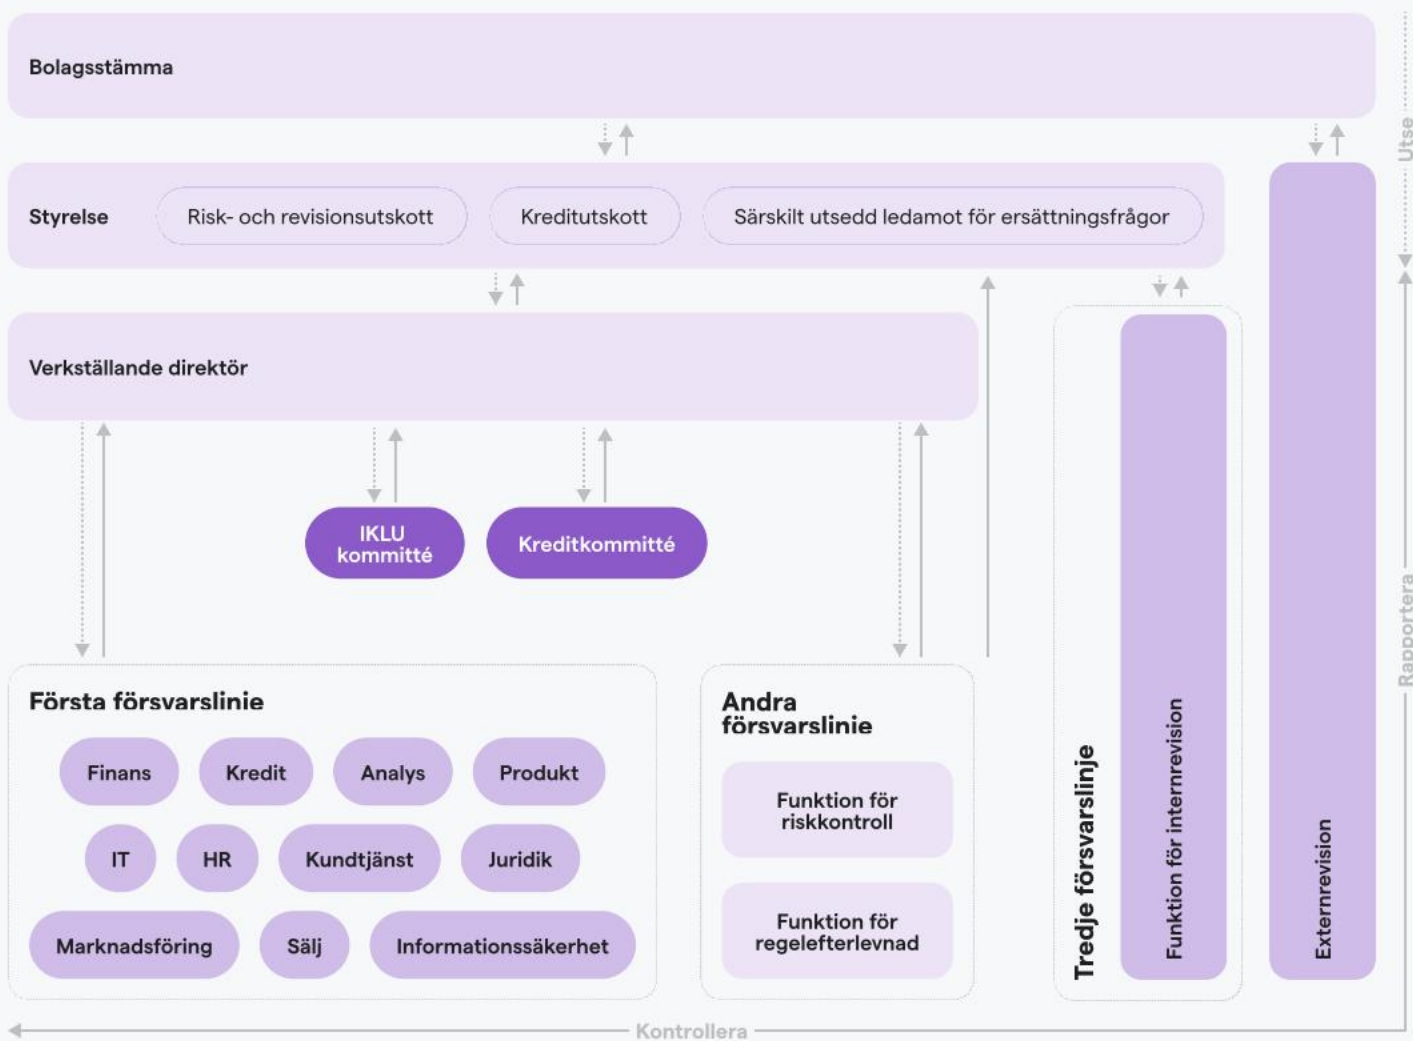 Bolagsstämma
Utse
Styrelse
Risk- och revisionsutskott
Kreditutskott
Särskilt utsedd ledamot för ersättningsfrågor
Verkställande direktör
IKLU
kommitté
Kreditkommitté
Rapportera
Första försvarslinie
Finans
Kredit
Analys
Produkt
IT
HR
Kundtjänst
Juridik
Marknadsföring
Sälj
Informationssäkerhet
Andra
försvarslinie
Funktion för
riskkontroll
Funktion för
regelefterlevnad
Tredje försvarslinje
Funktion för internrevision
Externrevision
Kontrollera